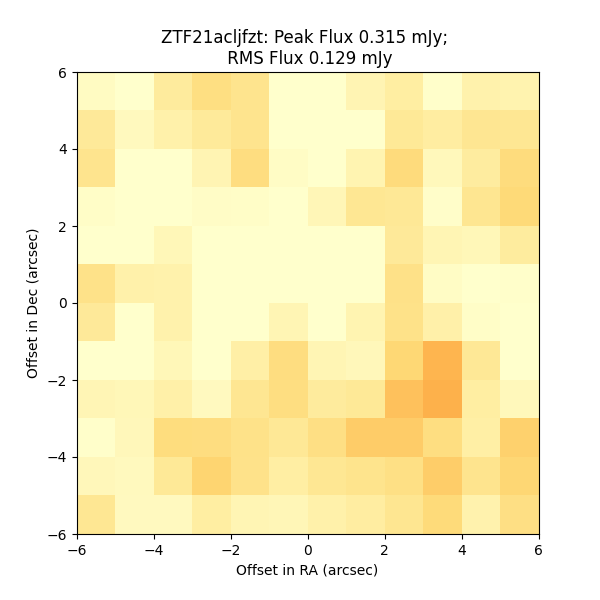 ZTF21acljfzt: Peak Flux 0.315 mJy;
RMS Flux 0.129 mJy
6
4
2
0
−2
−4
−6
Offset in Dec (arcsec)
−6 −4 −2 0 2 4 6
Offset in RA (arcsec)